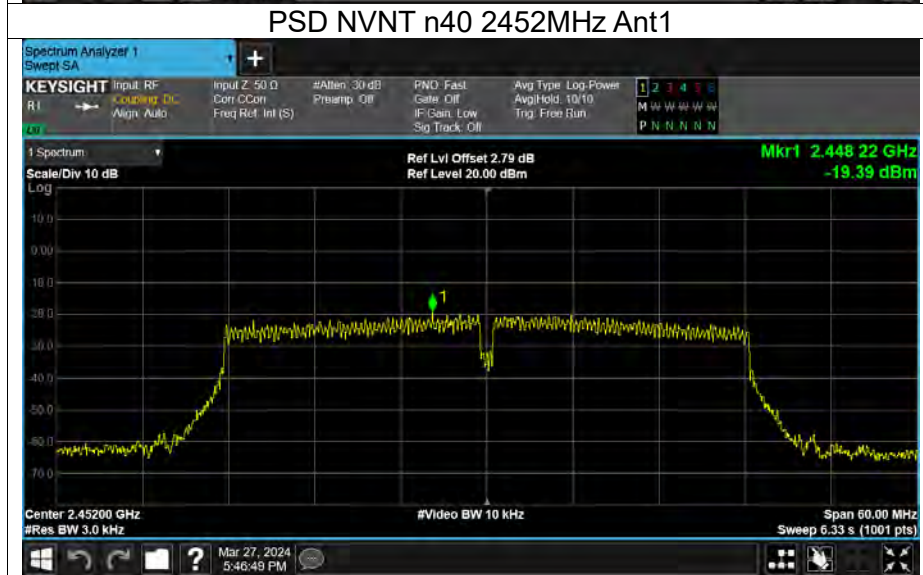 PSD NVNT n40 2452MHz Ant1
Spectrum Analyzer 1
Swept SA
+
KEYSIGHT
Input: RF
Coupling: DC
Align: Auto
Input Z: 50 Ω
Corr CCorr
Freq Ref: Int (S)
#Atten: 30 dB
Preamp: Off
PNO: Fast
Gate: Off
IF Gain: Low
Sig Track: Off
Avg Type: Log-Power
Avg|Hold: 10/10
Trig: Free Run
1 2 3 4 5 6
M W W W W W
P N N N N N
1 Spectrum
Scale/Div 10 dB
Log
Ref Lvl Offset 2.79 dB
Ref Level 20.00 dBm
Mkr1 2.448 22 GHz
-19.39 dBm
10.0
0.00
-10.0
-20.0
-30.0
-40.0
-50.0
-60.0
-70.0
1
Center 2.45200 GHz
#Res BW 3.0 kHz
#Video BW 10 kHz
Span 60.00 MHz
Sweep 6.33 s (1001 pts)
?
Mar 27, 2024
5:46:49 PM